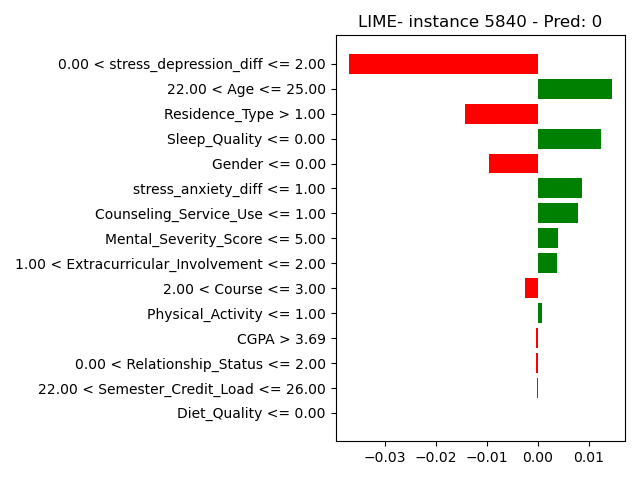 LIME- instance 5840 - Pred: 0
0.00 < stress_depression_diff <= 2.00
22.00 < Age <= 25.00
Residence_Type > 1.00
Sleep_Quality <= 0.00
Gender <= 0.00
stress_anxiety_diff <= 1.00
Counseling_Service_Use <= 1.00
Mental_Severity_Score <= 5.00
1.00 < Extracurricular_Involvement <= 2.00
2.00 < Course <= 3.00
Physical_Activity <= 1.00
CGPA > 3.69
0.00 < Relationship_Status <= 2.00
22.00 < Semester_Credit_Load <= 26.00
Diet_Quality <= 0.00
−0.03 −0.02 −0.01 0.00 0.01